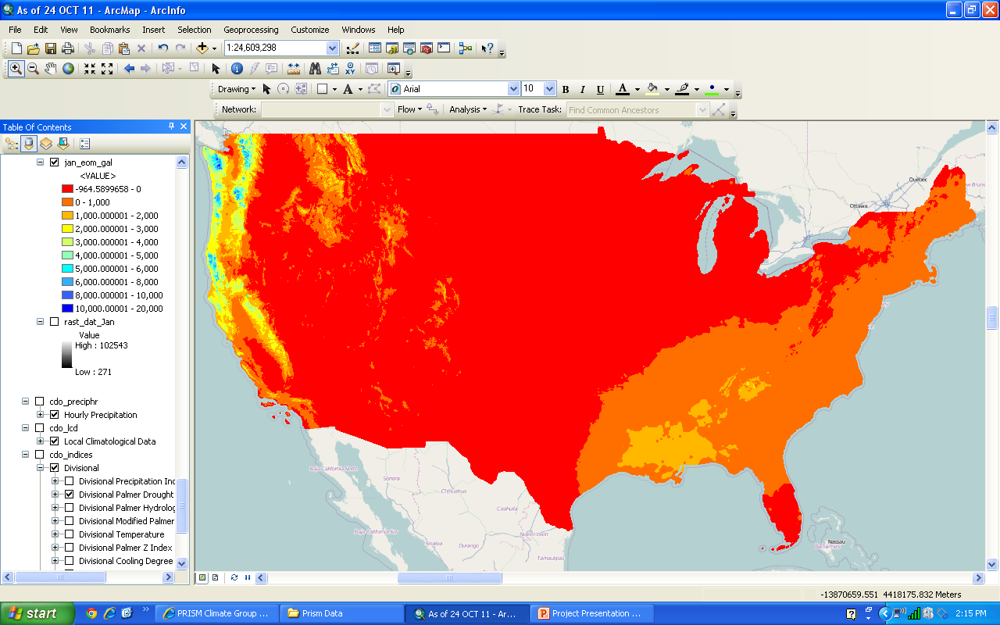 As of 24 OCT 11 - ArcMap - ArcInfo
File Edit View Bookmarks Insert Selection Geoprocessing Customize Windows Help
1:24,609,298
Drawing Arial 10 B I U A
Network: Flow Analysis Trace Task: Find Common Ancestors
Table Of Contents
jan_eom_gal
<VALUE>
-964.5899658 - 0
0 - 1,000
1,000.000001 - 2,000
2,000.000001 - 3,000
3,000.000001 - 4,000
4,000.000001 - 5,000
5,000.000001 - 6,000
6,000.000001 - 8,000
8,000.000001 - 10,000
10,000.00001 - 20,000
rast_dat_Jan
Value
High : 102543
Low : 271
cdo_preciphr
Hourly Precipitation
cdo_lcd
Local Climatological Data
cdo_indices
Divisional
Divisional Precipitation Ind
Divisional Palmer Drought
Divisional Palmer Hydrolog
Divisional Modified Palmer
Divisional Temperature
Divisional Palmer Z Index
Divisional Cooling Degree
Québec
New Bruns
Ottawa
Baja California Norte
Sonora
Chihuahua
Coahuila
Baja California Sur
Sinaloa
Durango
Nuevo León
Tamaulipas
Nassau
Bahamas
-13870659.551 4418175.832 Meters
start
PRISM Climate Group ...
Prism Data
As of 24 OCT 11 - Arc...
Project Presentation ...
2:15 PM